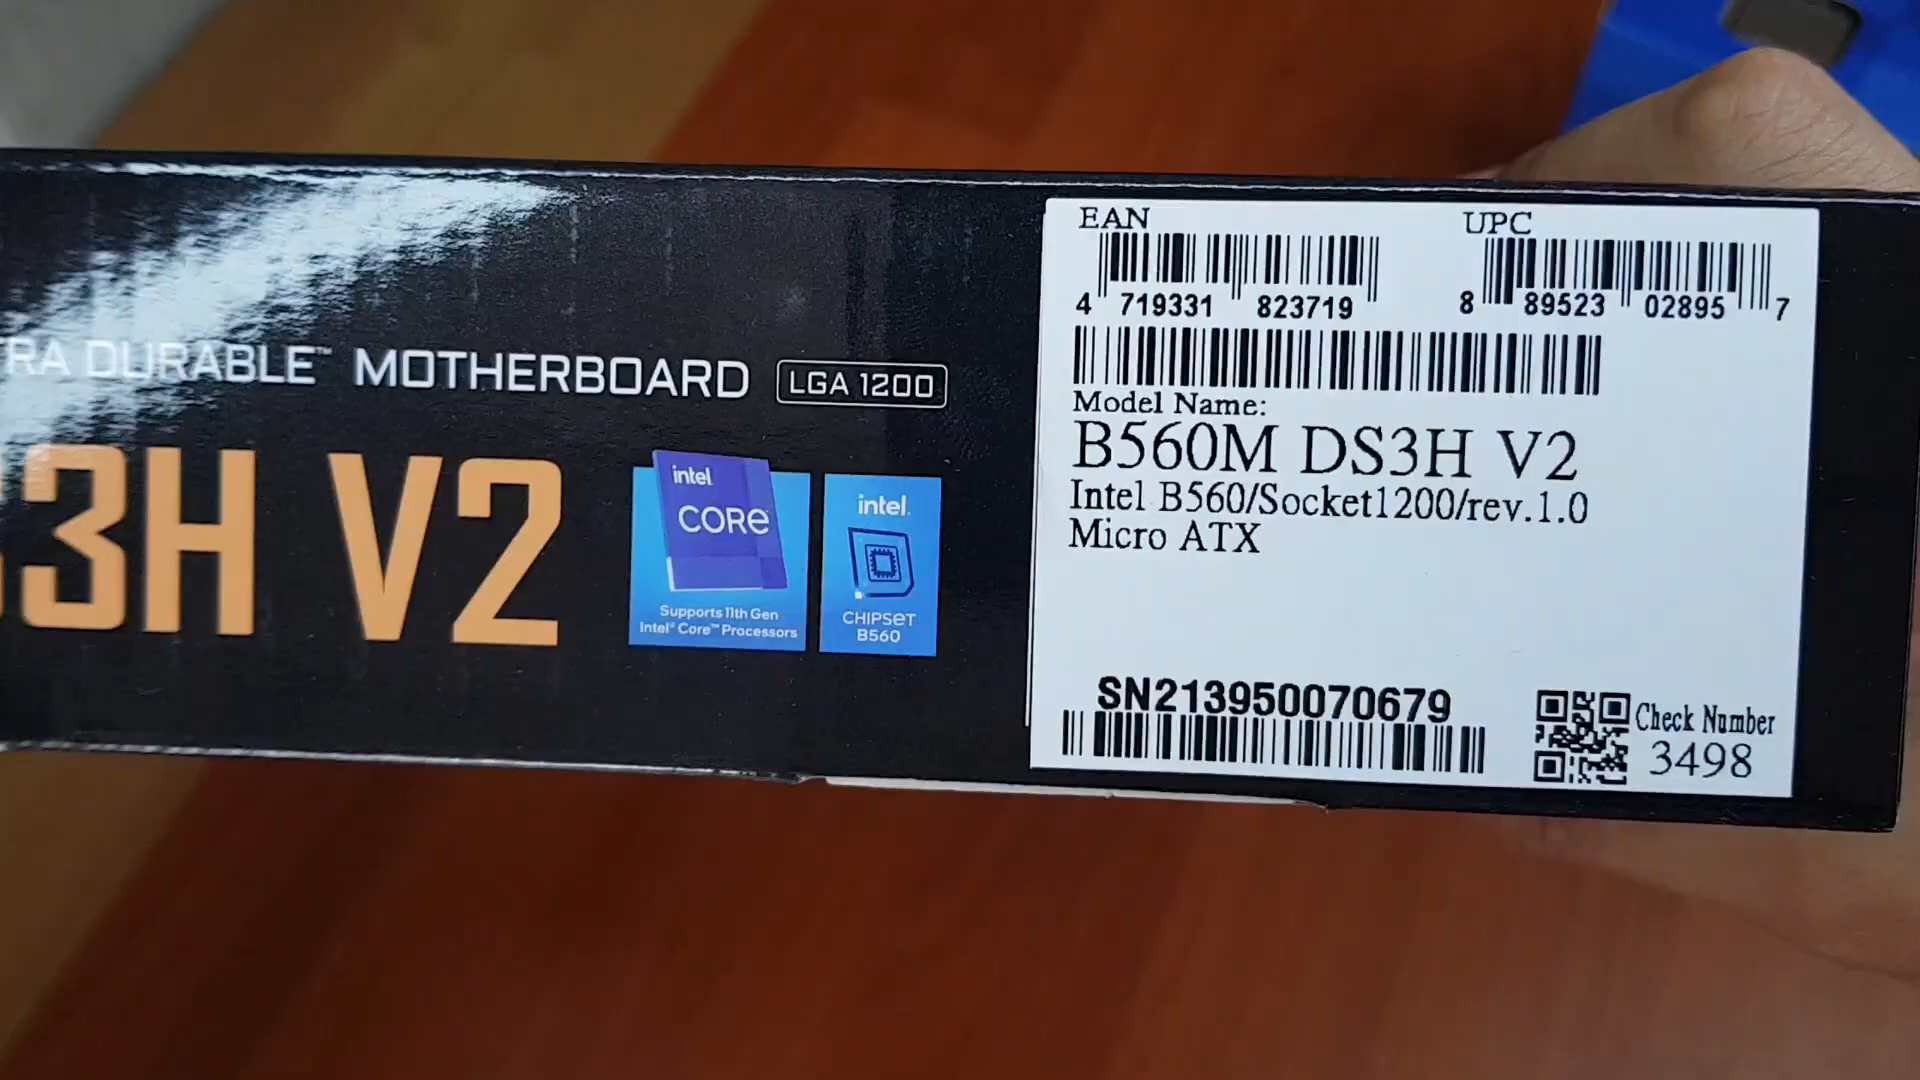 RA DURABLE™ MOTHERBOARD LGA 1200
3H V2
intel
CORE
Supports 11th Gen
Intel® Core™ Processors
intel.
CHIPSET
B560
EAN
4 719331 823719
UPC
8 89523 02895 7
Model Name:
B560M DS3H V2
Intel B560/Socket1200/rev.1.0
Micro ATX
SN213950070679
Check Number
3498